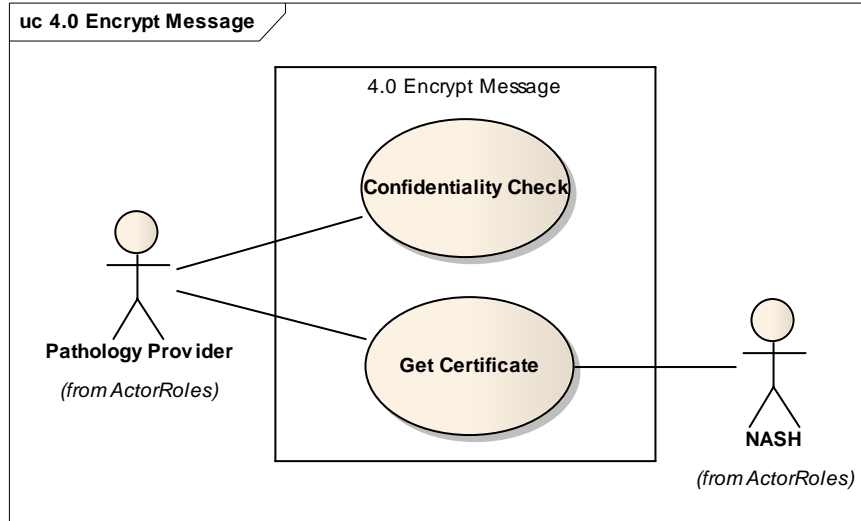 uc 4.0 Encrypt Message
4.0 Encrypt Message
Confidentiality Check
Pathology Provider
(from ActorRoles)
Get Certificate
NASH
(from ActorRoles)